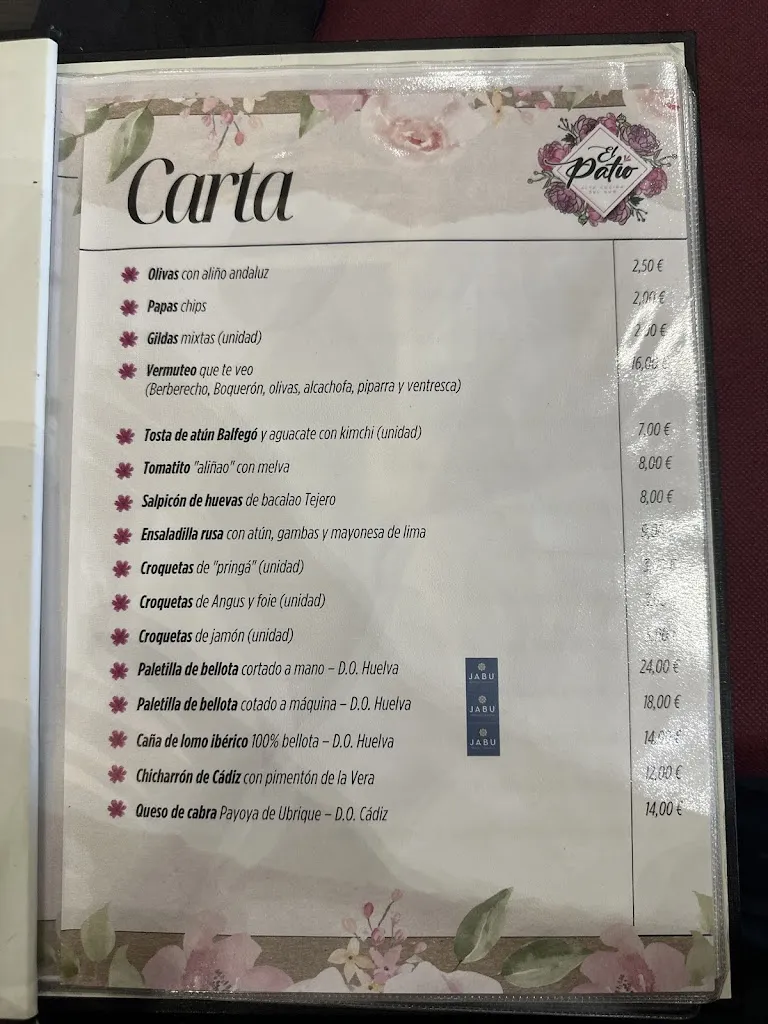 El Patio
Carta
Olivas con aliño andaluz 2,50 €
Papas chips 2,00 €
Gildas mixtas (unidad)
Vermuteo que te veo 16,00 €
(Berberecho, Boquerón, olivas, alcachofa, piparra y ventresca)
Tosta de atún Balfegó y aguacate con kimchi (unidad) 7,00 €
Tomatito "aliñao" con melva 8,00 €
Salpicón de huevas de bacalao Tejero 8,00 €
Ensaladilla rusa con atún, gambas y mayonesa de lima
Croquetas de "pringá" (unidad)
Croquetas de Angus y foie (unidad)
Croquetas de jamón (unidad)
Paletilla de bellota cortado a mano – D.O. Huelva JABU 24,00 €
Paletilla de bellota cotado a máquina – D.O. Huelva JABU 18,00 €
Caña de lomo ibérico 100% bellota – D.O. Huelva JABU 14,00 €
Chicharrón de Cádiz con pimentón de la Vera 12,00 €
Queso de cabra Payoya de Ubrique – D.O. Cádiz 14,00 €